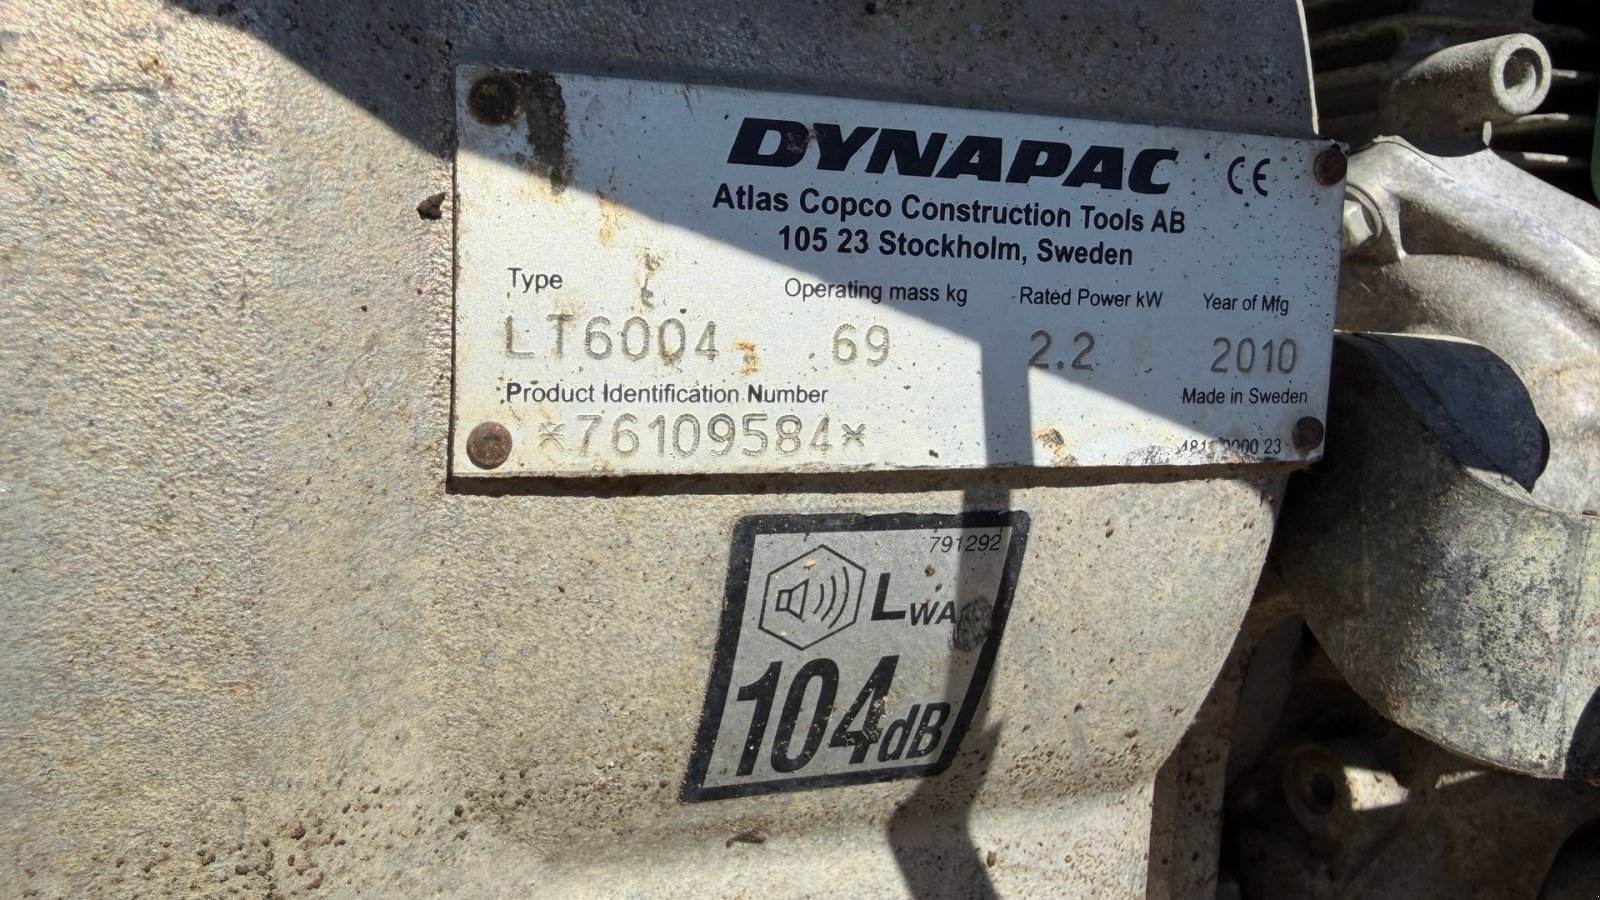 DYNAPAC CE
Atlas Copco Construction Tools AB
105 23 Stockholm, Sweden
Type Operating mass kg Rated Power kW Year of Mfg
LT6004 69 2.2 2010
Product Identification Number Made in Sweden
*76109584*
23
791292
LWA
104dB